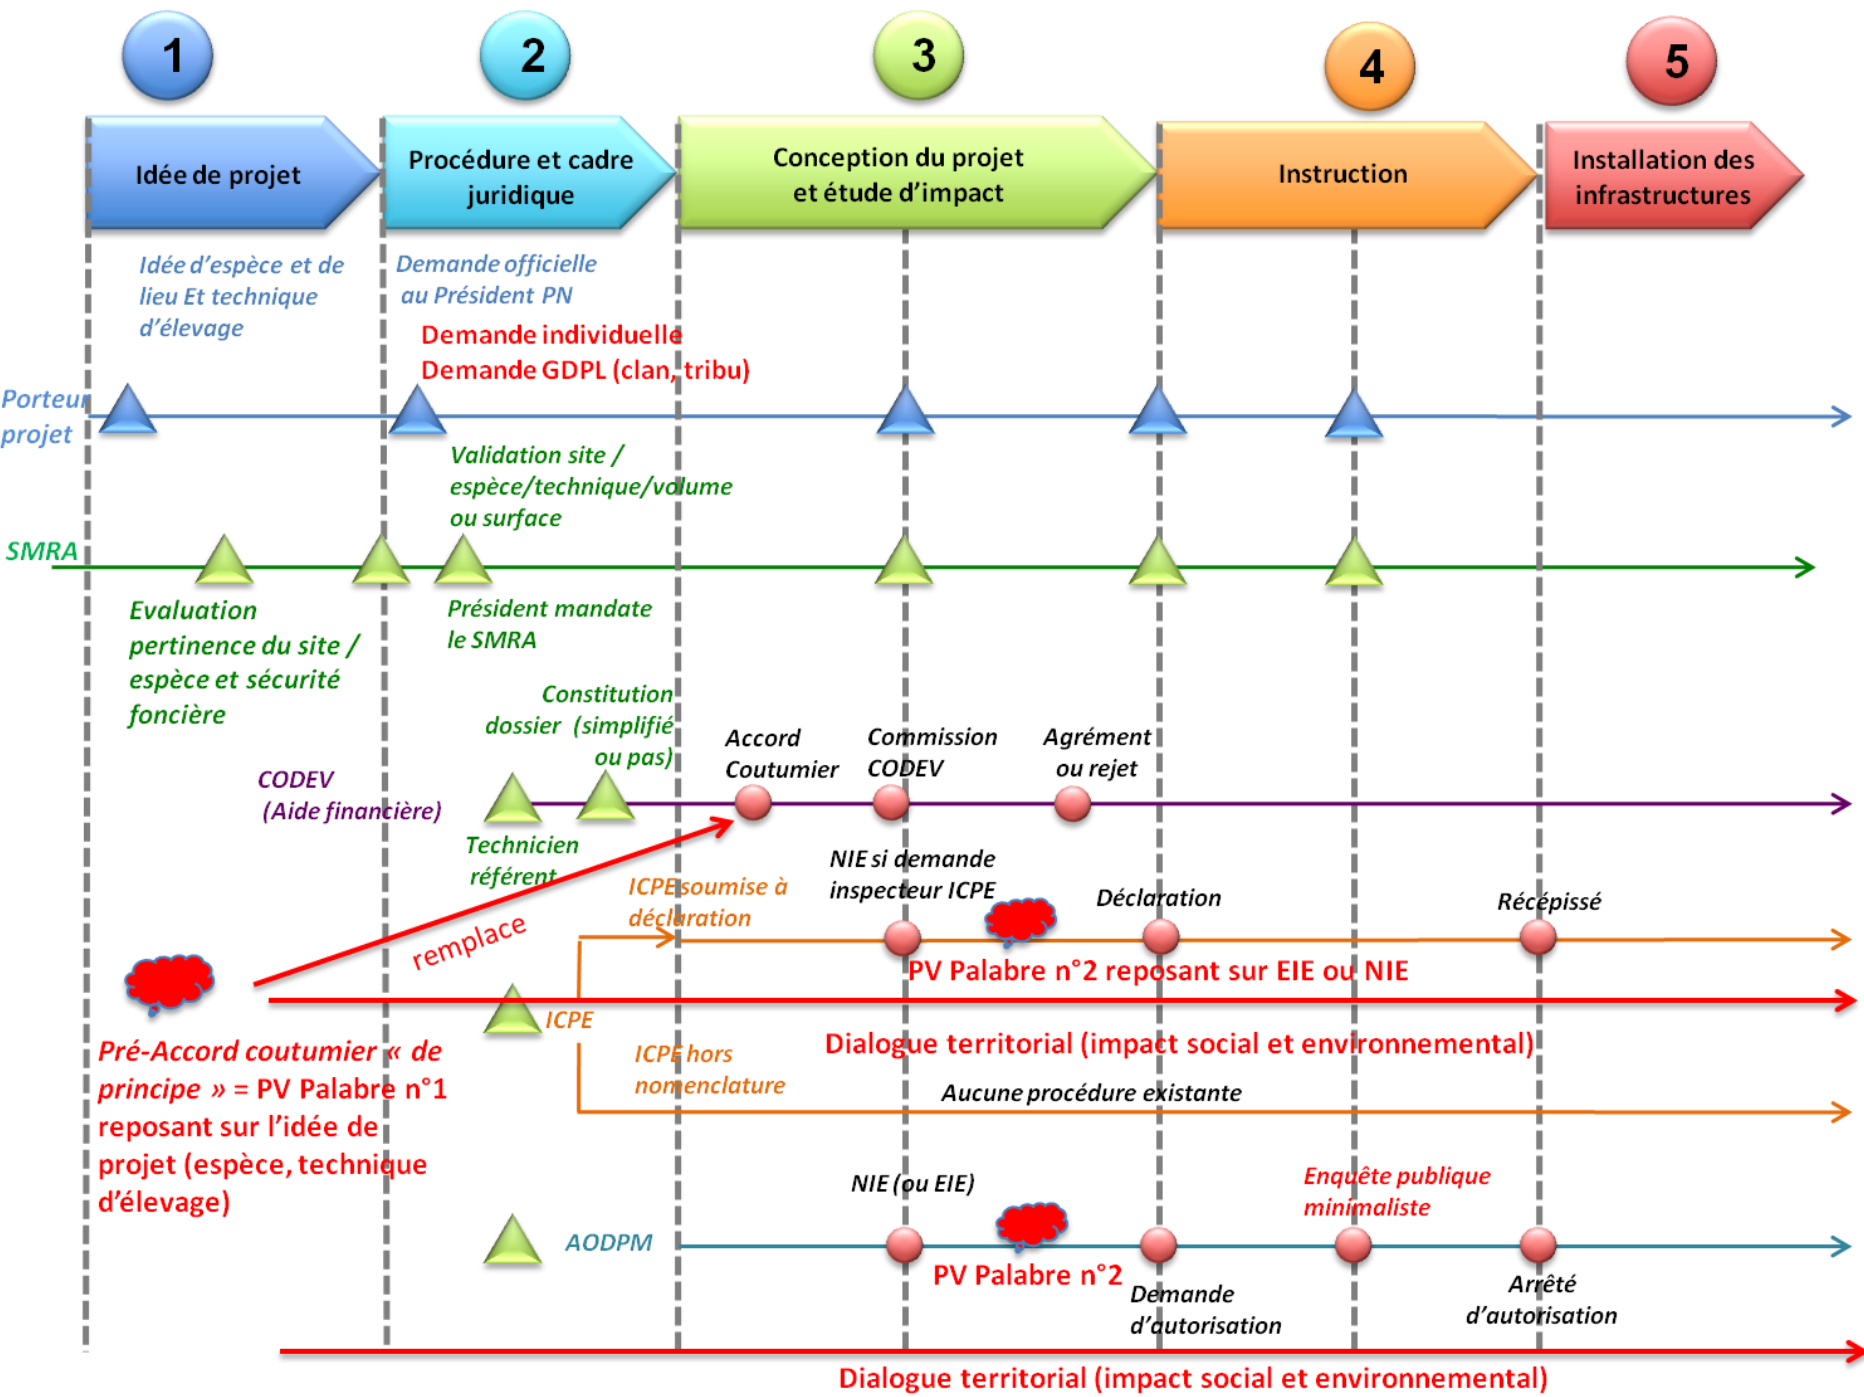 1
2
3
4
5
Idée de projet
Procédure et cadre
juridique
Conception du projet
et étude d’impact
Instruction
Installation des
infrastructures
Idée d’espèce et de
lieu Et technique
d’élevage
Demande officielle
au Président PN
Demande individuelle
Demande GDPL (clan, tribu)
Porteur
projet
Validation site /
espèce/technique/volume
ou surface
SMRA
Evaluation
pertinence du site /
espèce et sécurité
foncière
Président mandate
le SMRA
Constitution
dossier (simplifié
ou pas)
Accord
Coutumier
Commission
CODEV
Agrément
ou rejet
CODEV
(Aide financière)
Technicien
référent
NIE si demande
inspecteur ICPE
ICPE soumise à
déclaration
Déclaration
Récépissé
remplace
PV Palabre n°2 reposant sur EIE ou NIE
ICPE
Dialogue territorial (impact social et environnemental)
Pré-Accord coutumier « de
principe » = PV Palabre n°1
reposant sur l’idée de
projet (espèce, technique
d’élevage)
ICPE hors
nomenclature
Aucune procédure existante
NIE (ou EIE)
Enquête publique
minimaliste
AODPM
PV Palabre n°2
Demande
d’autorisation
Arrêté
d’autorisation
Dialogue territorial (impact social et environnemental)